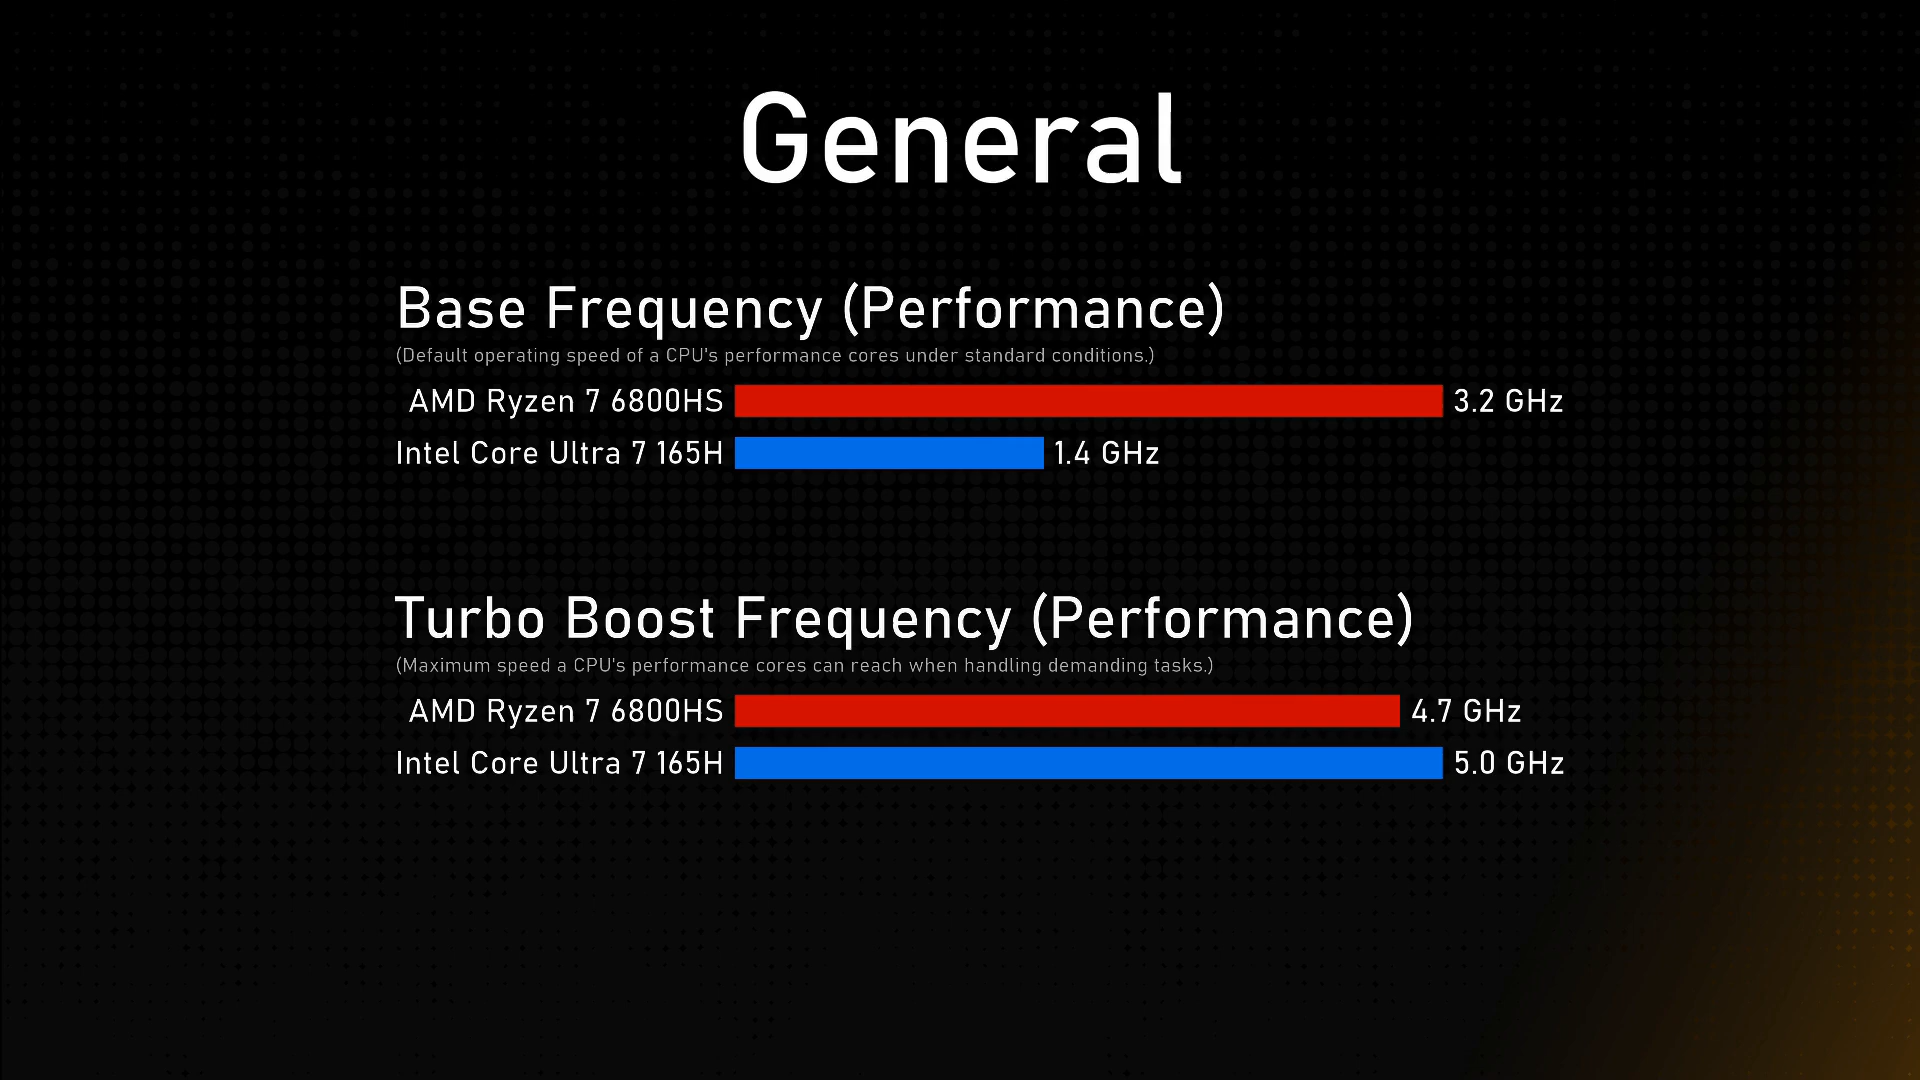 General
Base Frequency (Performance)
(Default operating speed of a CPU's performance cores under standard conditions.)
AMD Ryzen 7 6800HS 3.2 GHz
Intel Core Ultra 7 165H 1.4 GHz
Turbo Boost Frequency (Performance)
(Maximum speed a CPU's performance cores can reach when handling demanding tasks.)
AMD Ryzen 7 6800HS 4.7 GHz
Intel Core Ultra 7 165H 5.0 GHz